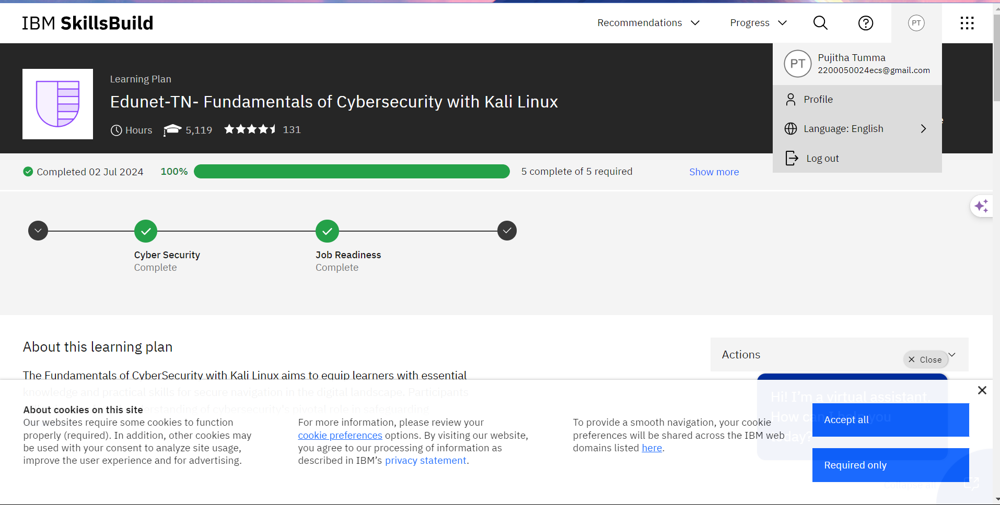 IBM SkillsBuild
Recommendations
Progress
PT
PT
Pujitha Tumma
2200050024ecs@gmail.com
Profile
Language: English
Log out
Learning Plan
Edunet-TN- Fundamentals of Cybersecurity with Kali Linux
Hours
5,119
131
Completed 02 Jul 2024
100%
5 complete of 5 required
Show more
Cyber Security
Complete
Job Readiness
Complete
About this learning plan
Actions
Close
The Fundamentals of CyberSecurity with Kali Linux aims to equip learners with essential
knowledge and practical skills for secure navigation in the digital landscape. Participants
understanding of cybersecurity's pivotal role in safeguarding
Hi! I'm a virtual assistant.
How can I help you
today?
About cookies on this site
Our websites require some cookies to function
properly (required). In addition, other cookies may
be used with your consent to analyze site usage,
improve the user experience and for advertising.
For more information, please review your
cookie preferences options. By visiting our website,
you agree to our processing of information as
described in IBM's privacy statement.
To provide a smooth navigation, your cookie
preferences will be shared across the IBM web
domains listed here.
Accept all
Required only
Collapse all